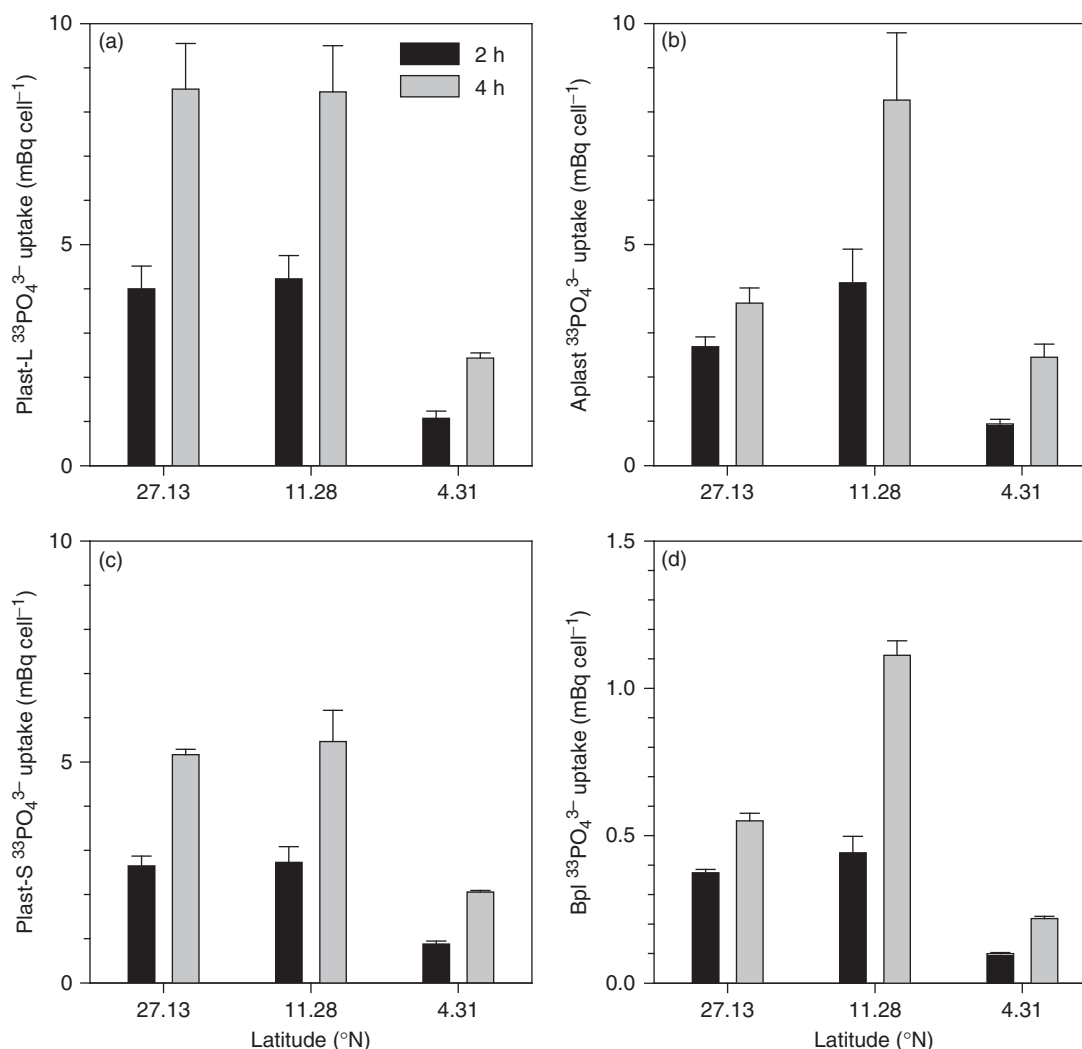 (a)
2 h
4 h
Plast-L ³³PO₄³⁻ uptake (mBq cell⁻¹)
10
5
0
27.13 11.28 4.31
(b)
Aplast ³³PO₄³⁻ uptake (mBq cell⁻¹)
10
5
0
27.13 11.28 4.31
(c)
Plast-S ³³PO₄³⁻ uptake (mBq cell⁻¹)
10
5
0
27.13 11.28 4.31
Latitude (°N)
(d)
Bpl ³³PO₄³⁻ uptake (mBq cell⁻¹)
1.5
1.0
0.5
0.0
27.13 11.28 4.31
Latitude (°N)